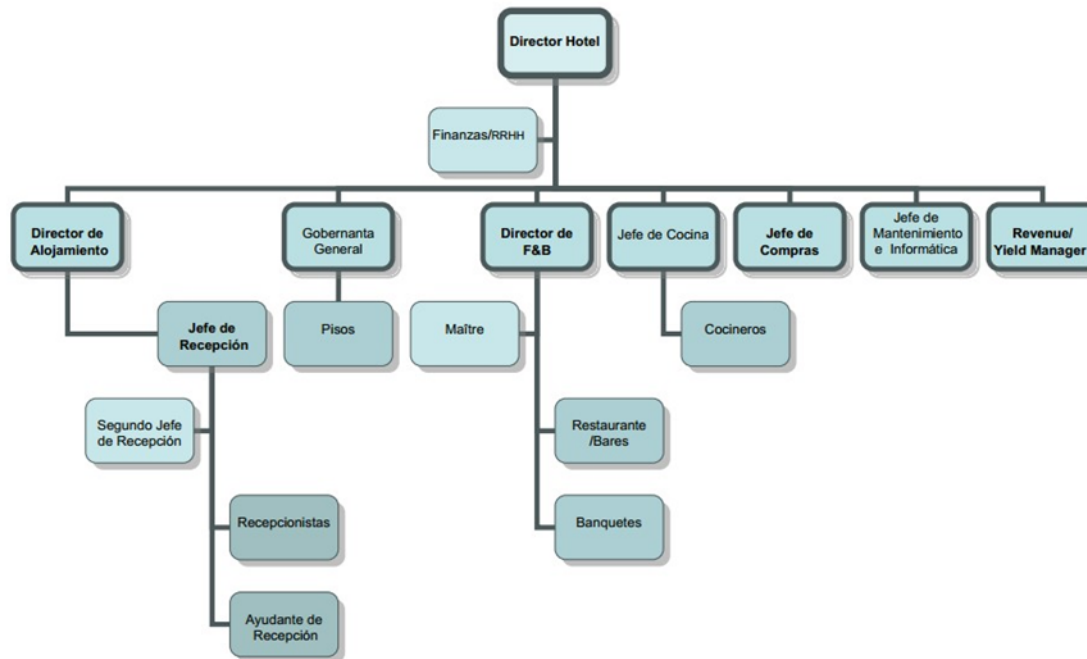 Director Hotel
Finanzas/RRHH
Director de
Alojamiento
Gobernanta
General
Director de
F&B
Jefe de Cocina
Jefe de
Compras
Jefe de
Mantenimiento
e Informática
Revenue/
Yield Manager
Jefe de
Recepción
Pisos
Maître
Cocineros
Segundo Jefe
de Recepción
Restaurante
/Bares
Recepcionistas
Banquetes
Ayudante de
Recepción